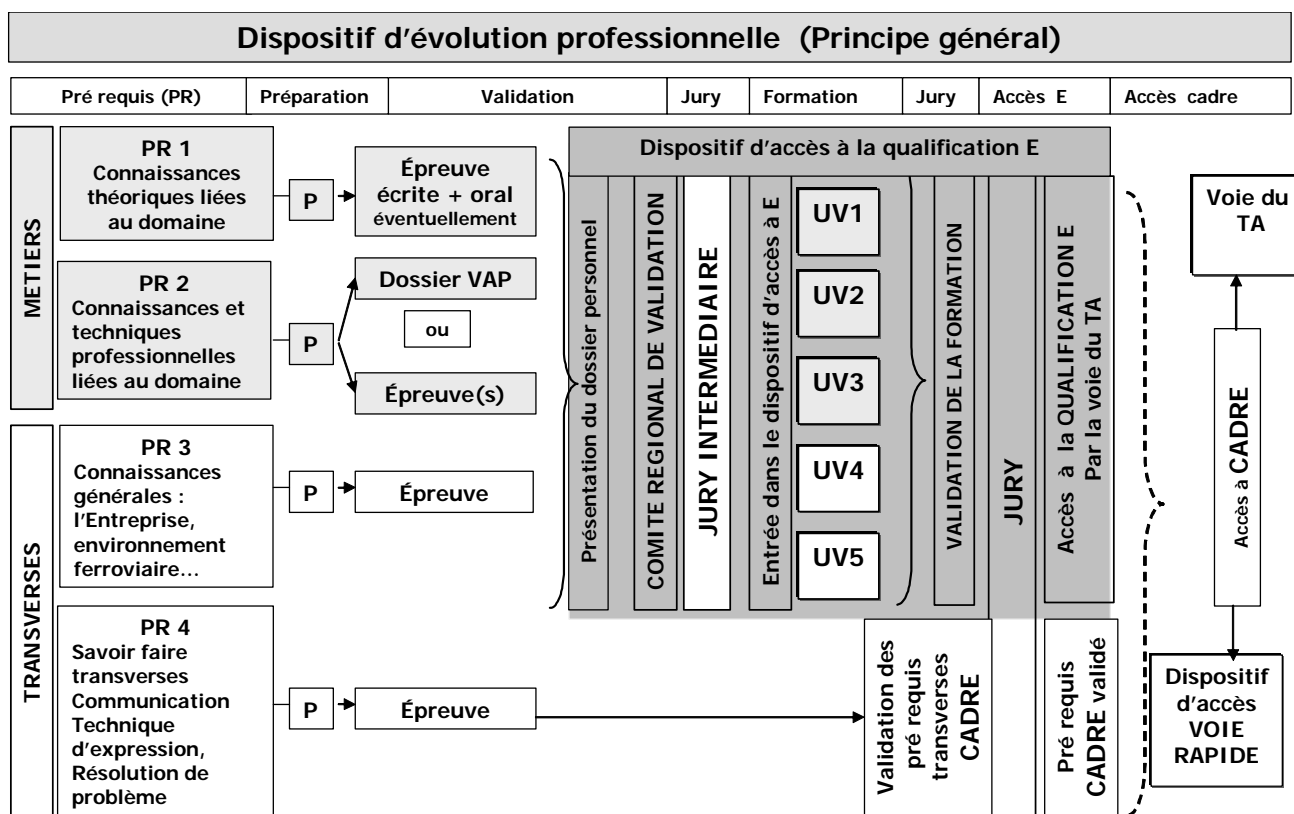 Dispositif d'évolution professionnelle (Principe général)
Pré requis (PR)
Préparation
Validation
Jury
Formation
Jury
Accès E
Accès cadre
METIERS
PR 1
Connaissances
théoriques liées
au domaine
P
Épreuve
écrite + oral
éventuellement
PR 2
Connaissances et
techniques
professionnelles
liées au domaine
P
Dossier VAP
ou
Épreuve(s)
TRANSVERSES
PR 3
Connaissances
générales :
l'Entreprise,
environnement
ferroviaire…
P
Épreuve
PR 4
Savoir faire
transverses
Communication
Technique
d'expression,
Résolution de
problème
P
Épreuve
Dispositif d'accès à la qualification E
Présentation du dossier personnel
COMITE REGIONAL DE VALIDATION
JURY INTERMEDIAIRE
Entrée dans le dispositif d'accès à E
UV1
UV2
UV3
UV4
UV5
VALIDATION DE LA FORMATION
JURY
Accès à la QUALIFICATION E
Par la voie du TA
Validation des
pré requis
transverses
CADRE
Pré requis
CADRE validé
Voie du
TA
Accès à CADRE
Dispositif
d'accès
VOIE
RAPIDE